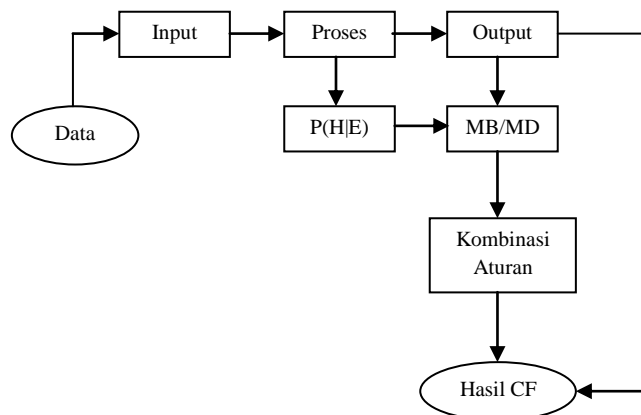 Input
Proses
Output
Data
P(H|E)
MB/MD
Kombinasi
Aturan
Hasil CF